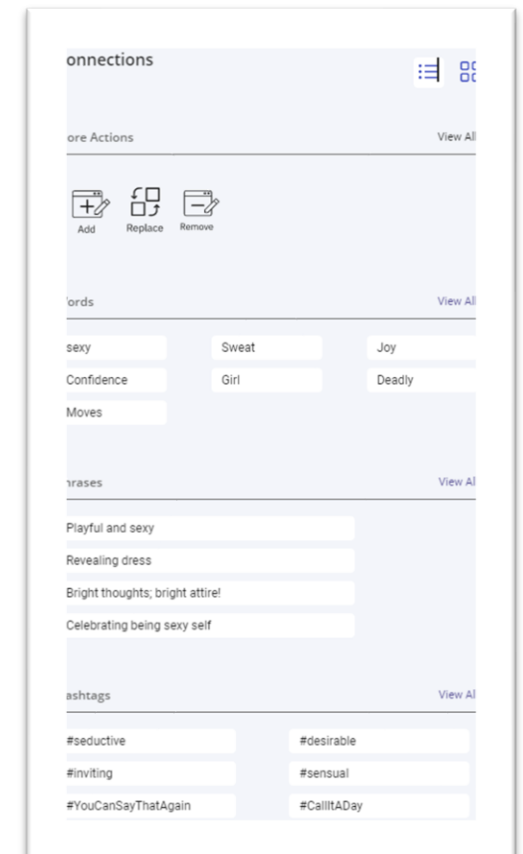 onnections
ore Actions View All
Add Replace Remove
ords View All
sexy Sweat Joy
Confidence Girl Deadly
Moves
hrases View Al
Playful and sexy
Revealing dress
Bright thoughts; bright attire!
Celebrating being sexy self
ashtags View Al
#seductive #desirable
#inviting #sensual
#YouCanSayThatAgain #CallItADay